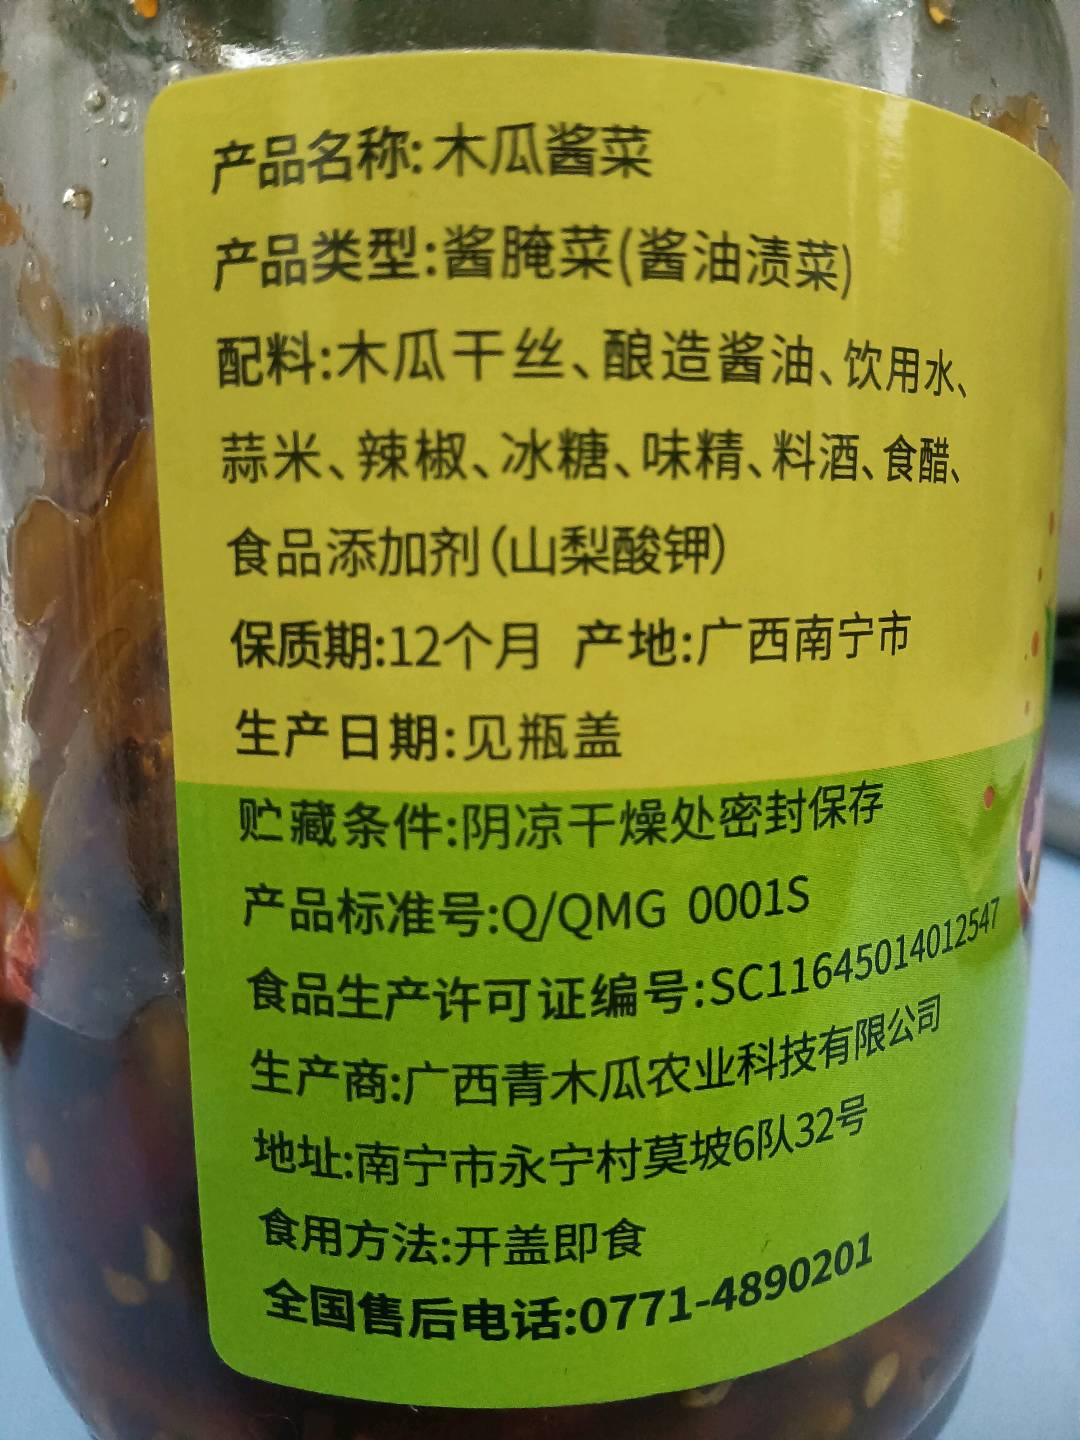 产品名称:木瓜酱菜
产品类型:酱腌菜(酱油渍菜)
配料:木瓜干丝、酿造酱油、饮用水、
蒜米、辣椒、冰糖、味精、料酒、食醋、
食品添加剂(山梨酸钾)
保质期:12个月 产地:广西南宁市
生产日期:见瓶盖
贮藏条件:阴凉干燥处密封保存
产品标准号:Q/QMG 0001S
食品生产许可证编号:SC11645014012547
生产商:广西青木瓜农业科技有限公司
地址:南宁市永宁村莫坡6队32号
食用方法:开盖即食
全国售后电话:0771-4890201